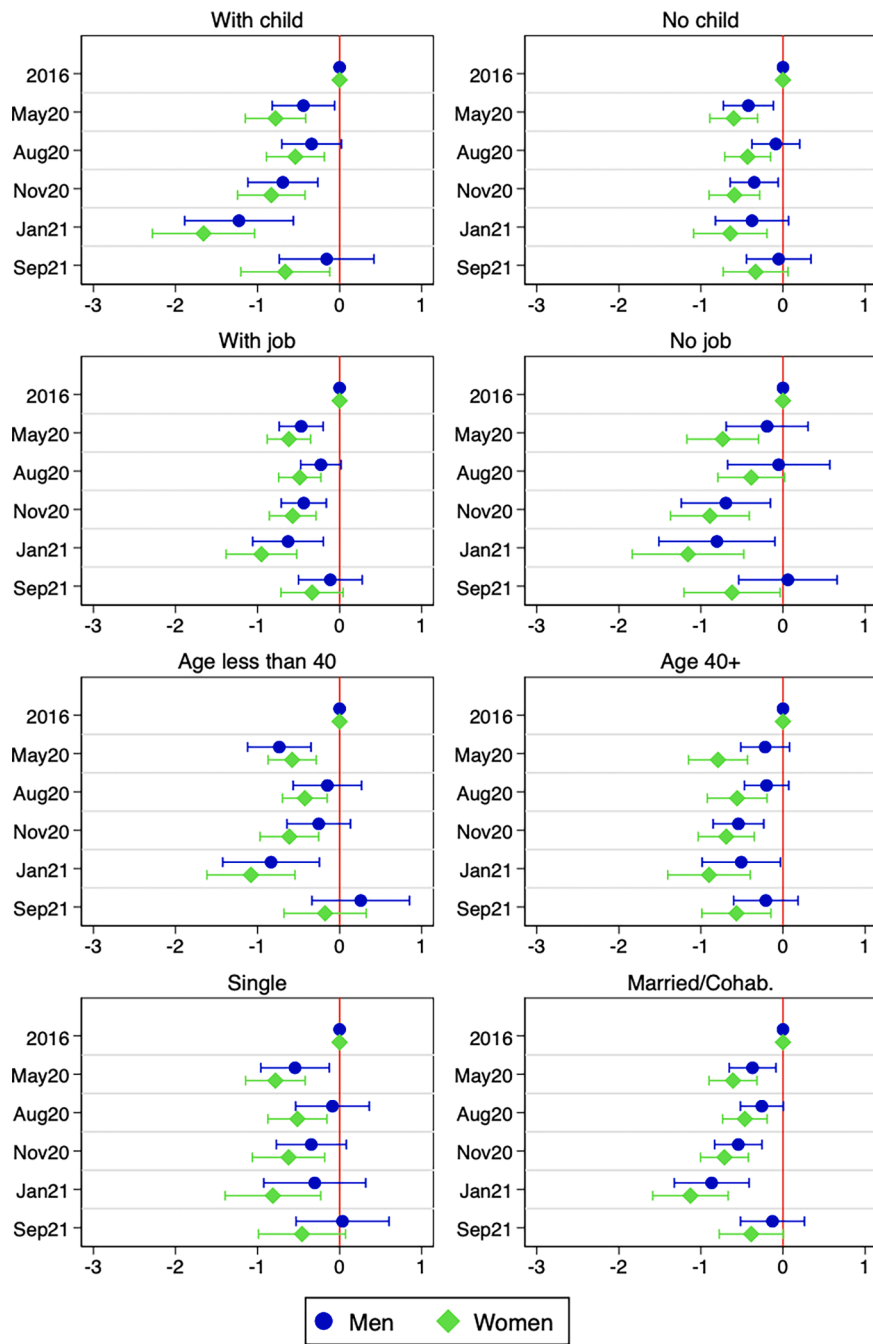 With child
2016
May20
Aug20
Nov20
Jan21
Sep21
-3 -2 -1 0 1
No child
2016
May20
Aug20
Nov20
Jan21
Sep21
-3 -2 -1 0 1
With job
2016
May20
Aug20
Nov20
Jan21
Sep21
-3 -2 -1 0 1
No job
2016
May20
Aug20
Nov20
Jan21
Sep21
-3 -2 -1 0 1
Age less than 40
2016
May20
Aug20
Nov20
Jan21
Sep21
-3 -2 -1 0 1
Age 40+
2016
May20
Aug20
Nov20
Jan21
Sep21
-3 -2 -1 0 1
Single
2016
May20
Aug20
Nov20
Jan21
Sep21
-3 -2 -1 0 1
Married/Cohab.
2016
May20
Aug20
Nov20
Jan21
Sep21
-3 -2 -1 0 1
Men Women